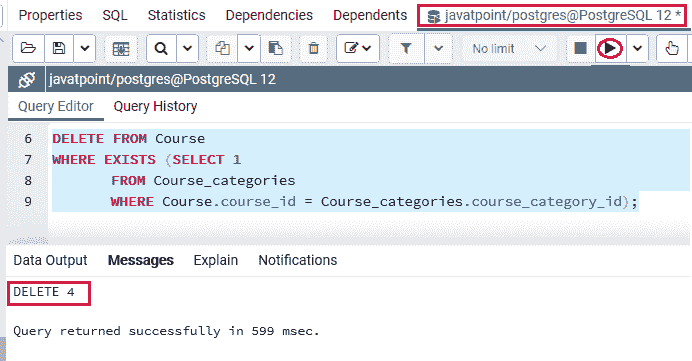 Properties SQL Statistics Dependencies Dependents javatpoint/postgres@PostgreSQL 12 *
No limit
javatpoint/postgres@PostgreSQL 12
Query Editor Query History
6 DELETE FROM Course
7 WHERE EXISTS (SELECT 1
8 FROM Course_categories
9 WHERE Course.course_id = Course_categories.course_category_id);
Data Output Messages Explain Notifications
DELETE 4
Query returned successfully in 599 msec.